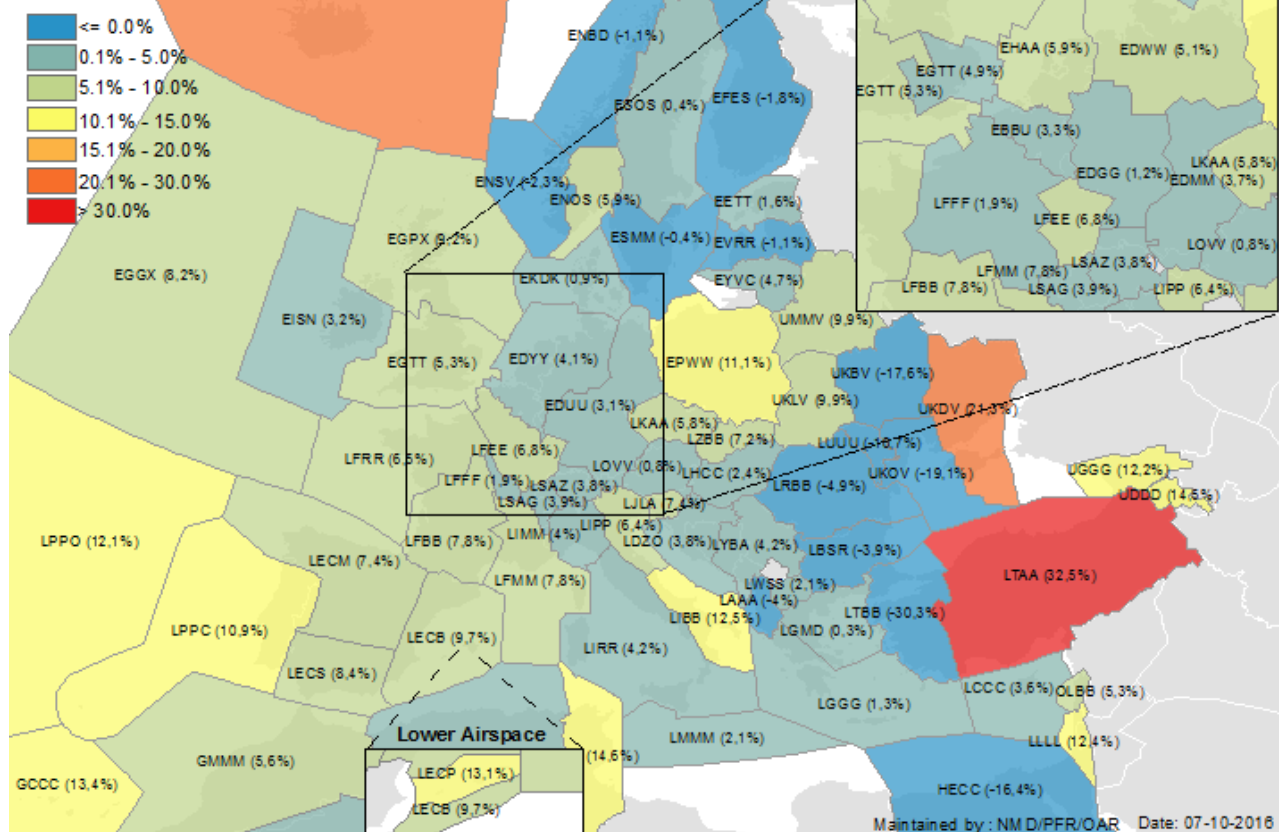 <= 0.0%
0.1% - 5.0%
5.1% - 10.0%
10.1% - 15.0%
15.1% - 20.0%
20.1% - 30.0%
> 30.0%
ENBD (-1,1%)
ESOS (0,4%)
EFES (-1,8%)
ENSV (-2,3%)
ENOS (5,9%)
EETT (1,6%)
ESMM (-0,4%)
EVRR (-1,1%)
EGPX (9,2%)
EGGX (8,2%)
EKDK (0,9%)
EYVC (4,7%)
EISN (3,2%)
UMMV (9,9%)
EGTT (5,3%)
EDYY (4,1%)
EPWW (11,1%)
UKBV (-17,6%)
UKDV (21,3%)
EDUU (3,1%)
UKLV (9,9%)
LKAA (5,8%)
LZBB (7,2%)
LUUU (-16,7%)
LFRR (6,5%)
LFEE (6,8%)
LOVV (0,8%)
LHCC (2,4%)
UKOV (-19,1%)
UGGG (12,2%)
LFFF (1,9%)
LSAZ (3,8%)
LRBB (-4,9%)
UDDD (14,6%)
LSAG (3,9%)
LJLA (7,4%)
LIPP (6,4%)
LPPO (12,1%)
LFBB (7,8%)
LIMM (4%)
LDZO (3,8%)
LYBA (4,2%)
LBSR (-3,9%)
LECM (7,4%)
LFMM (7,8%)
LWSS (2,1%)
LTAA (32,5%)
LAAA (-4%)
LTBB (-30,3%)
LPPC (10,9%)
LECB (9,7%)
LIBB (12,5%)
LGMD (0,3%)
LIRR (4,2%)
LECS (8,4%)
LGGG (1,3%)
LCCC (3,6%)
OLBB (5,3%)
Lower Airspace
LMMM (2,1%)
LLLL (12,4%)
(14,6%)
GMMM (5,6%)
GCCC (13,4%)
LECP (13,1%)
LECB (9,7%)
HECC (-16,4%)
EHAA (5,9%)
EDWW (5,1%)
EGTT (4,9%)
EGTT (5,3%)
EBBU (3,3%)
LKAA (5,8%)
EDGG (1,2%)
EDMM (3,7%)
LFFF (1,9%)
LFEE (6,8%)
LOVV (0,8%)
LSAZ (3,8%)
LFMM (7,8%)
LFBB (7,8%)
LSAG (3,9%)
LIPP (6,4%)
Maintained by : NMD/PFR/OAR Date: 07-10-2016